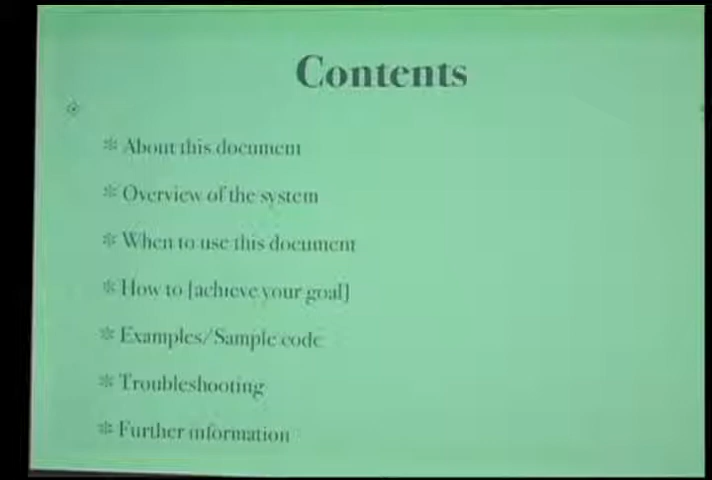 Contents
* About this document
* Overview of the system
* When to use this document
* How to [achieve your goal]
* Examples/Sample code
* Troubleshooting
* Further information